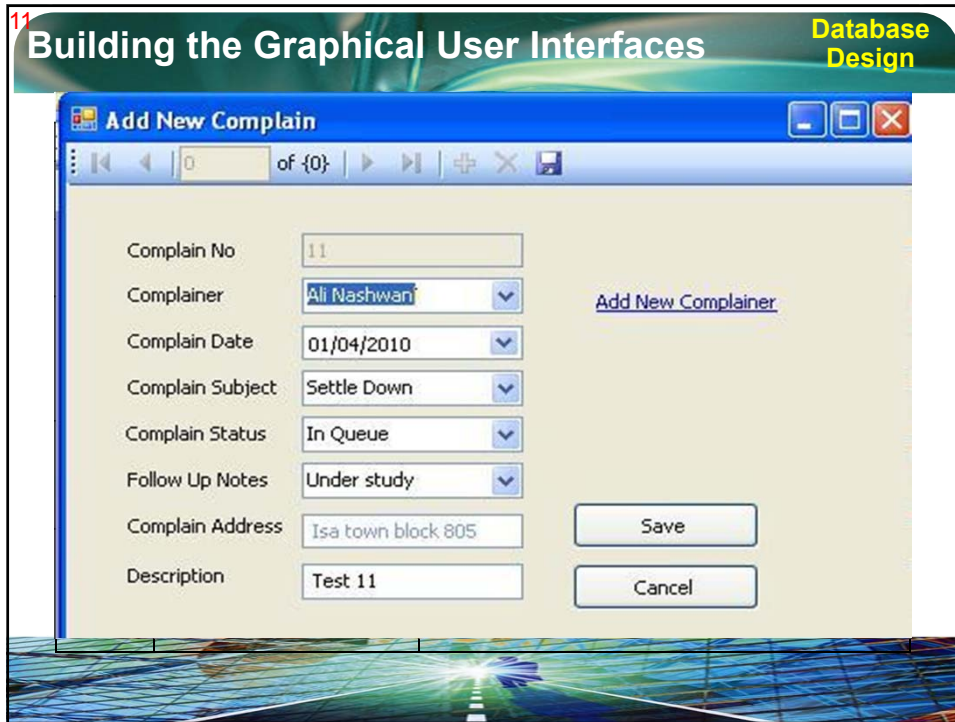 11
Building the Graphical User Interfaces
Database
Design
Add New Complain
0 of {0}
Complain No 11
Complainer Ali Nashwan
Add New Complainer
Complain Date 01/04/2010
Complain Subject Settle Down
Complain Status In Queue
Follow Up Notes Under study
Complain Address Isa town block 805
Save
Description Test 11
Cancel